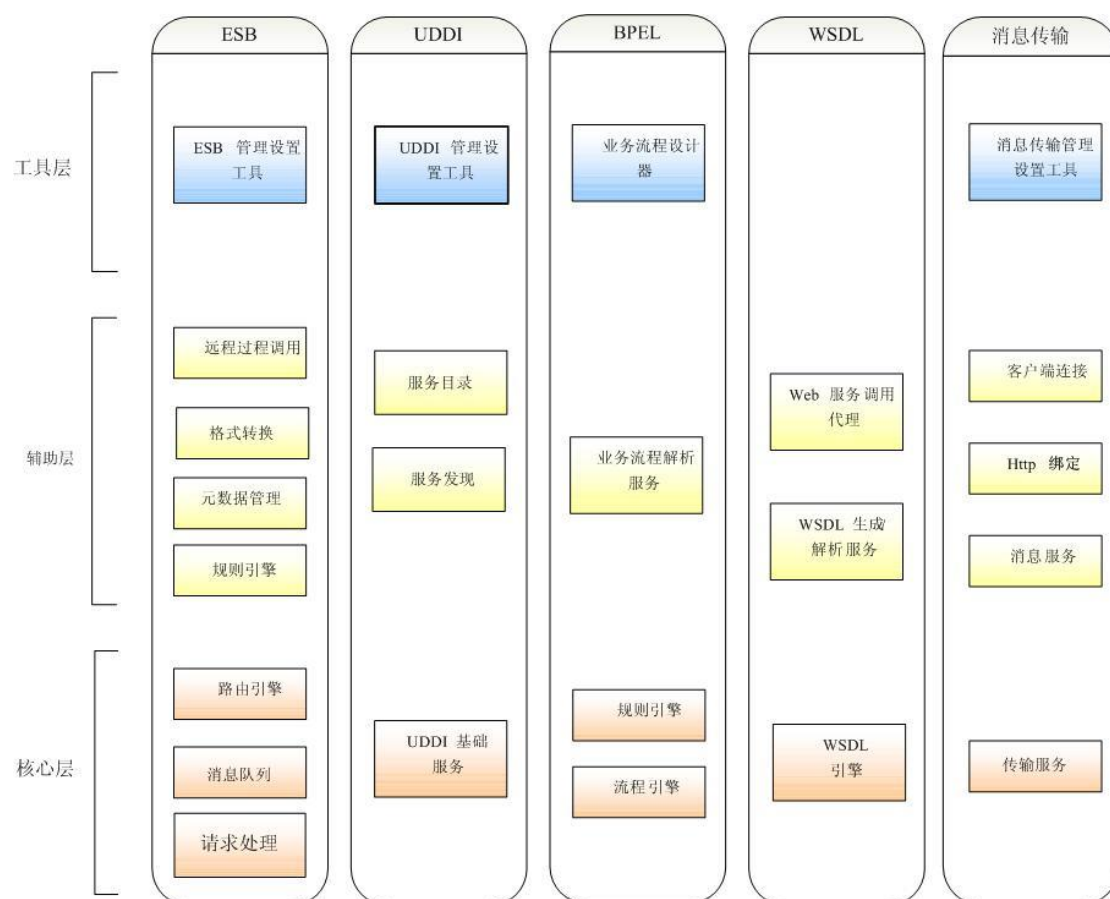 ESB
UDDI
BPEL
WSDL
消息传输
工具层
ESB 管理设置
工具
UDDI 管理设
置工具
业务流程设计
器
消息传输管理
设置工具
辅助层
远程过程调用
格式转换
元数据管理
规则引擎
服务目录
服务发现
业务流程解析
服务
Web 服务调用
代理
WSDL 生成/
解析服务
客户端连接
Http 绑定
消息服务
核心层
路由引擎
消息队列
请求处理
UDDI 基础
服务
规则引擎
流程引擎
WSDL
引擎
传输服务